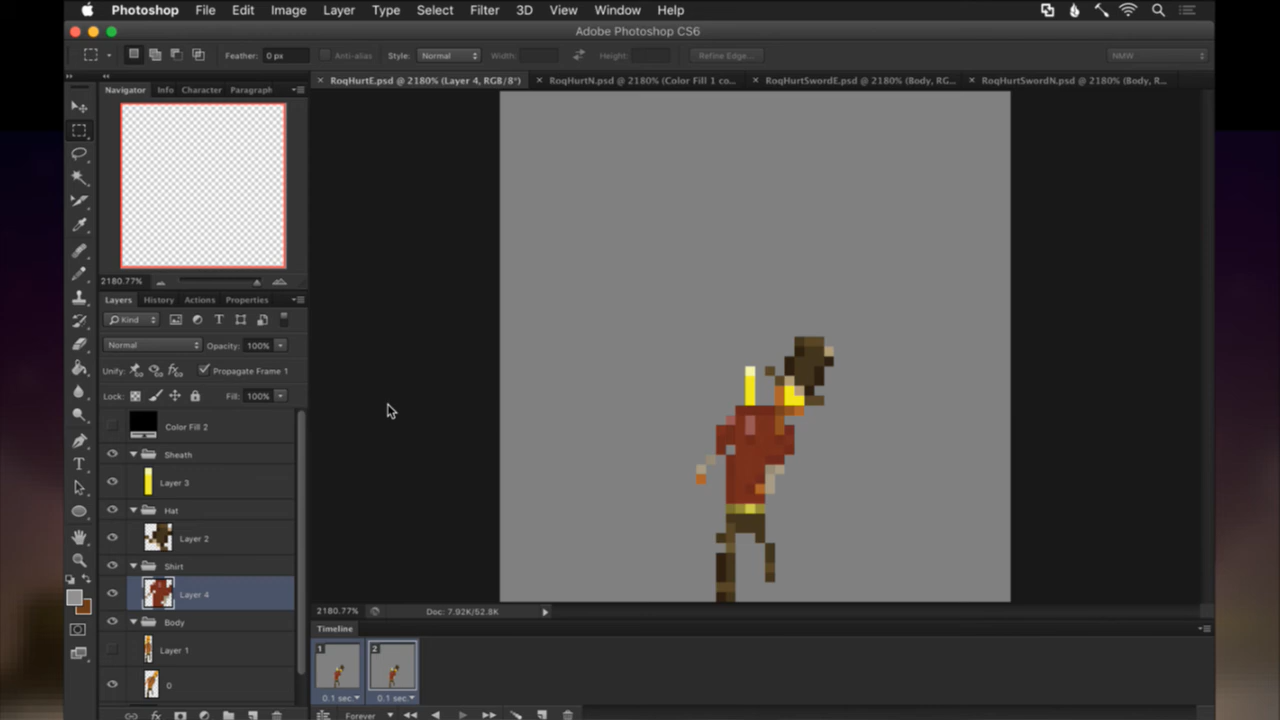 Photoshop File Edit Image Layer Type Select Filter 3D View Window Help
Adobe Photoshop CS6
Feather: 0 px Anti-alias Style: Normal Width: Height: Refine Edge... NMW
Navigator Info Character Paragraph
RoqHurtE.psd @ 2180% (Layer 4, RGB/8*) RoqHurtN.psd @ 2180% (Color Fill 1 co... RoqHurtSwordE.psd @ 2180% (Body, RG... RoqHurtSwordN.psd @ 2180% (Body, R...
2180.77%
Layers History Actions Properties
Kind
Normal Opacity: 100%
Unify: Propagate Frame 1
Lock: Fill: 100%
Color Fill 2
Sheath
Layer 3
Hat
Layer 2
Shirt
Layer 4
Body
Layer 1
0
2180.77% Doc: 7.92K/52.8K
Timeline
1 2
0.1 sec. 0.1 sec.
Forever